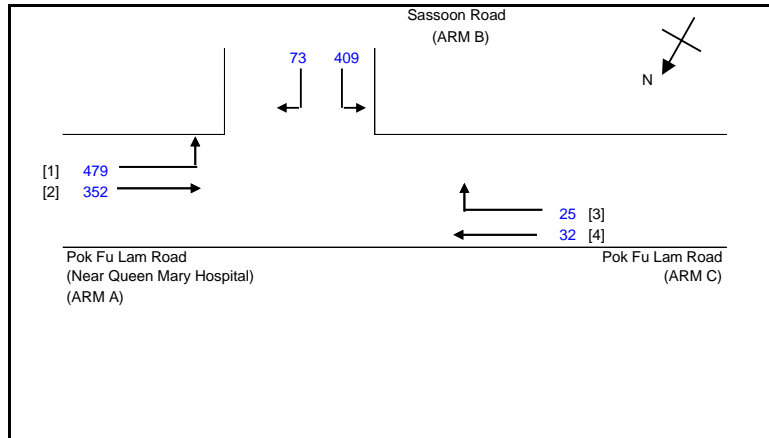 Sassoon Road
(ARM B)
73 409
N
[1] 479
[2] 352
25 [3]
32 [4]
Pok Fu Lam Road
(Near Queen Mary Hospital)
(ARM A)
Pok Fu Lam Road
(ARM C)